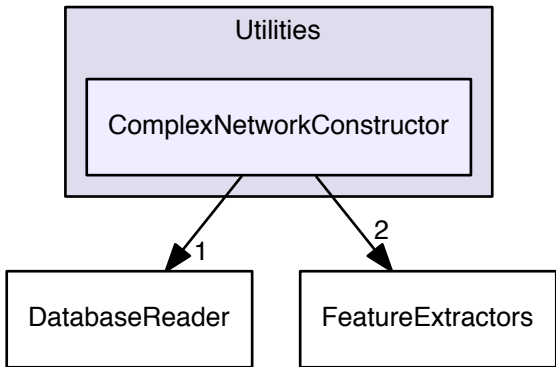 Utilities
ComplexNetworkConstructor
1
2
DatabaseReader
FeatureExtractors